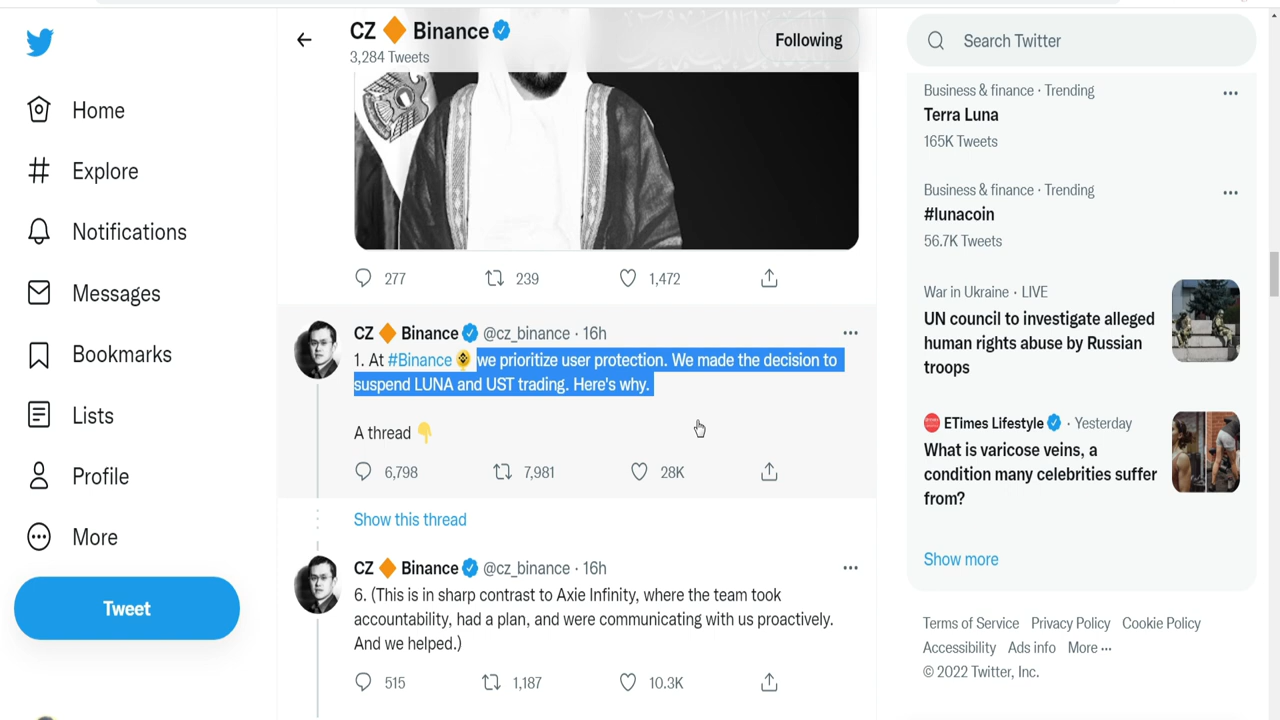 Home
Explore
Notifications
Messages
Bookmarks
Lists
Profile
More
Tweet
CZ 🔶 Binance
3,284 Tweets
Following
277
239
1,472
CZ 🔶 Binance @cz_binance · 16h
1. At #Binance we prioritize user protection. We made the decision to
suspend LUNA and UST trading. Here's why.
A thread 👇
6,798
7,981
28K
Show this thread
CZ 🔶 Binance @cz_binance · 16h
6. (This is in sharp contrast to Axie Infinity, where the team took
accountability, had a plan, and were communicating with us proactively.
And we helped.)
515
1,187
10.3K
Search Twitter
Business & finance · Trending
Terra Luna
165K Tweets
Business & finance · Trending
#lunacoin
56.7K Tweets
War in Ukraine · LIVE
UN council to investigate alleged
human rights abuse by Russian
troops
ETimes Lifestyle · Yesterday
What is varicose veins, a
condition many celebrities suffer
from?
Show more
Terms of Service Privacy Policy Cookie Policy
Accessibility Ads info More ···
© 2022 Twitter, Inc.